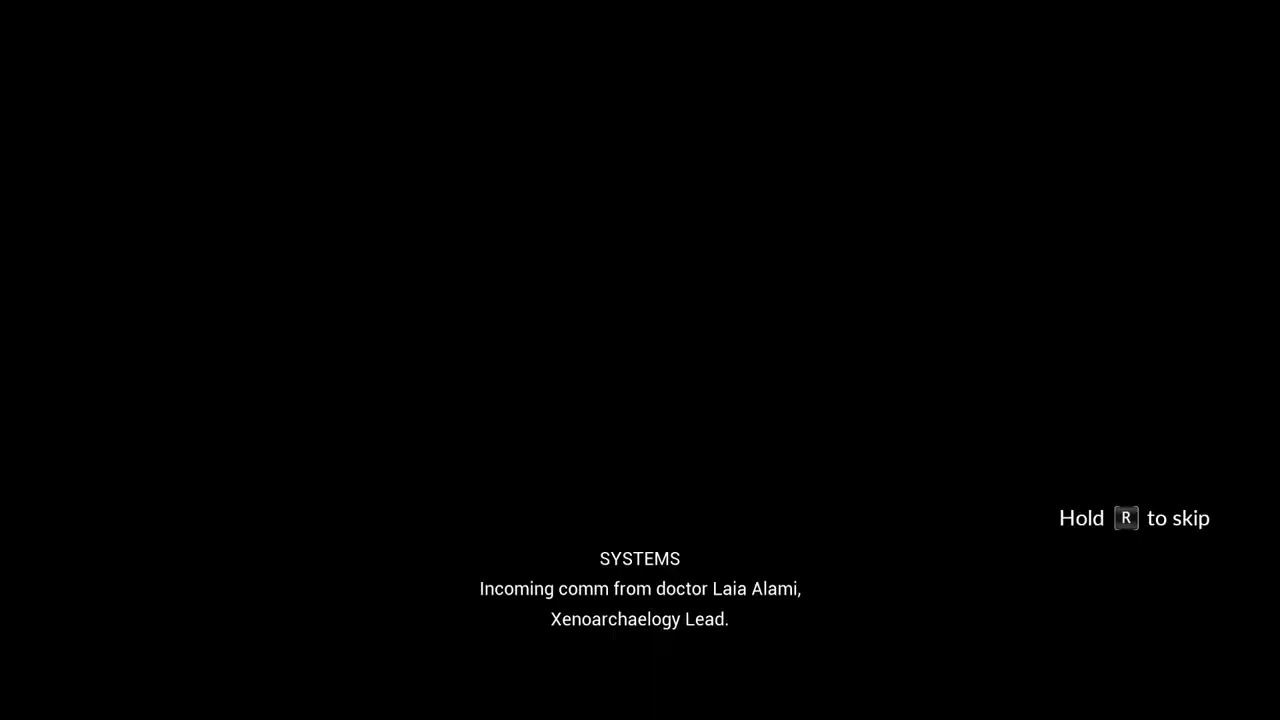 Hold R to skip
SYSTEMS
Incoming comm from doctor Laia Alami,
Xenoarchaelogy Lead.